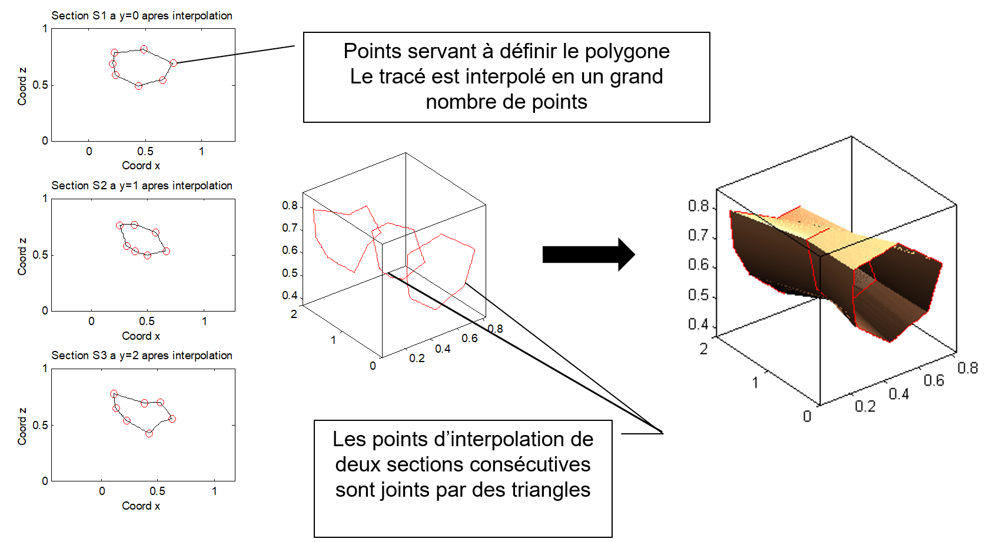 Section S1 a y=0 apres interpolation
1
0.5
0
Coord z
0 0.5 1
Coord x
Points servant à définir le polygone
Le tracé est interpolé en un grand
nombre de points
Section S2 a y=1 apres interpolation
1
0.5
0
Coord z
0 0.5 1
Coord x
Section S3 a y=2 apres interpolation
1
0.5
0
Coord z
0 0.5 1
Coord x
0.8
0.7
0.6
0.5
0.4
2
1
0
0.2
0.4
0.6
0.8
0.8
0.7
0.6
0.5
0.4
2
1
0
0.2
0.4
0.6
0.8
Les points d’interpolation de
deux sections consécutives
sont joints par des triangles